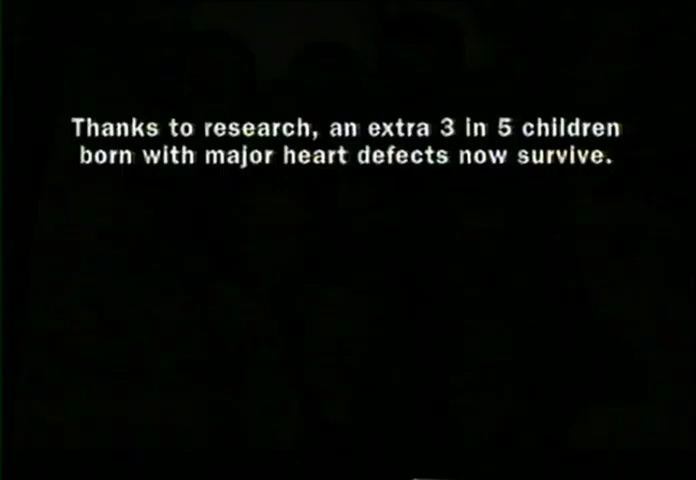 Thanks to research, an extra 3 in 5 children
born with major heart defects now survive.